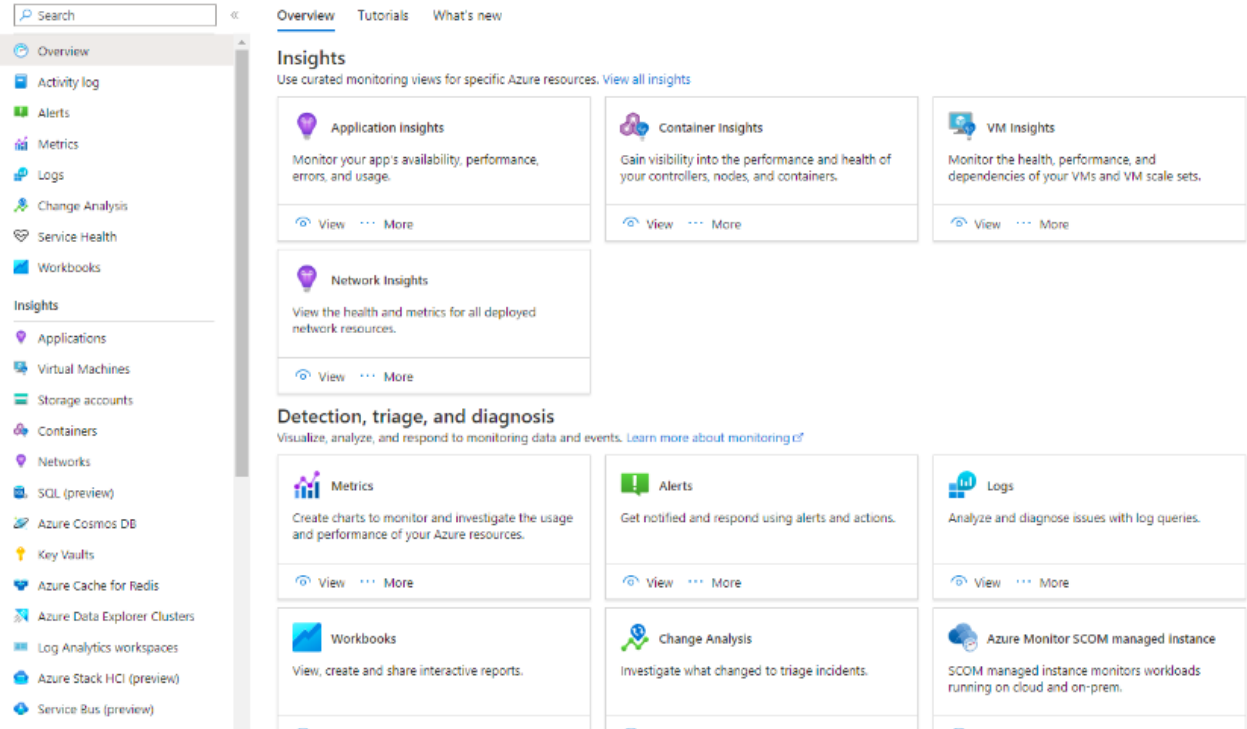 Search
«
Overview
Activity log
Alerts
Metrics
Logs
Change Analysis
Service Health
Workbooks
Insights
Applications
Virtual Machines
Storage accounts
Containers
Networks
SQL (preview)
Azure Cosmos DB
Key Vaults
Azure Cache for Redis
Azure Data Explorer Clusters
Log Analytics workspaces
Azure Stack HCI (preview)
Service Bus (preview)
Overview Tutorials What's new
Insights
Use curated monitoring views for specific Azure resources. View all insights
Application insights
Monitor your app's availability, performance,
errors, and usage.
View ··· More
Container Insights
Gain visibility into the performance and health of
your controllers, nodes, and containers.
View ··· More
VM Insights
Monitor the health, performance, and
dependencies of your VMs and VM scale sets.
View ··· More
Network Insights
View the health and metrics for all deployed
network resources.
View ··· More
Detection, triage, and diagnosis
Visualize, analyze, and respond to monitoring data and events. Learn more about monitoring
Metrics
Create charts to monitor and investigate the usage
and performance of your Azure resources.
View ··· More
Alerts
Get notified and respond using alerts and actions.
View ··· More
Logs
Analyze and diagnose issues with log queries.
View ··· More
Workbooks
View, create and share interactive reports.
Change Analysis
Investigate what changed to triage incidents.
Azure Monitor SCOM managed instance
SCOM managed instance monitors workloads
running on cloud and on-prem.